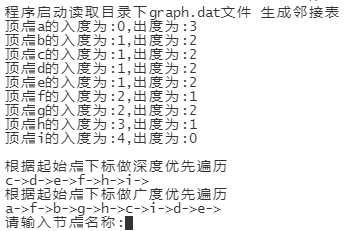 程序启动读取目录下graph.dat文件 生成邻接表
顶点a的入度为:0,出度为:3
顶点b的入度为:1,出度为:2
顶点c的入度为:1,出度为:2
顶点d的入度为:1,出度为:2
顶点e的入度为:1,出度为:2
顶点f的入度为:2,出度为:1
顶点g的入度为:2,出度为:2
顶点h的入度为:3,出度为:1
顶点i的入度为:4,出度为:0
根据起始点下标做深度优先遍历
c->d->e->f->h->i->
根据起始点下标做广度优先遍历
a->f->b->g->h->c->i->d->e->
请输入节点名称: